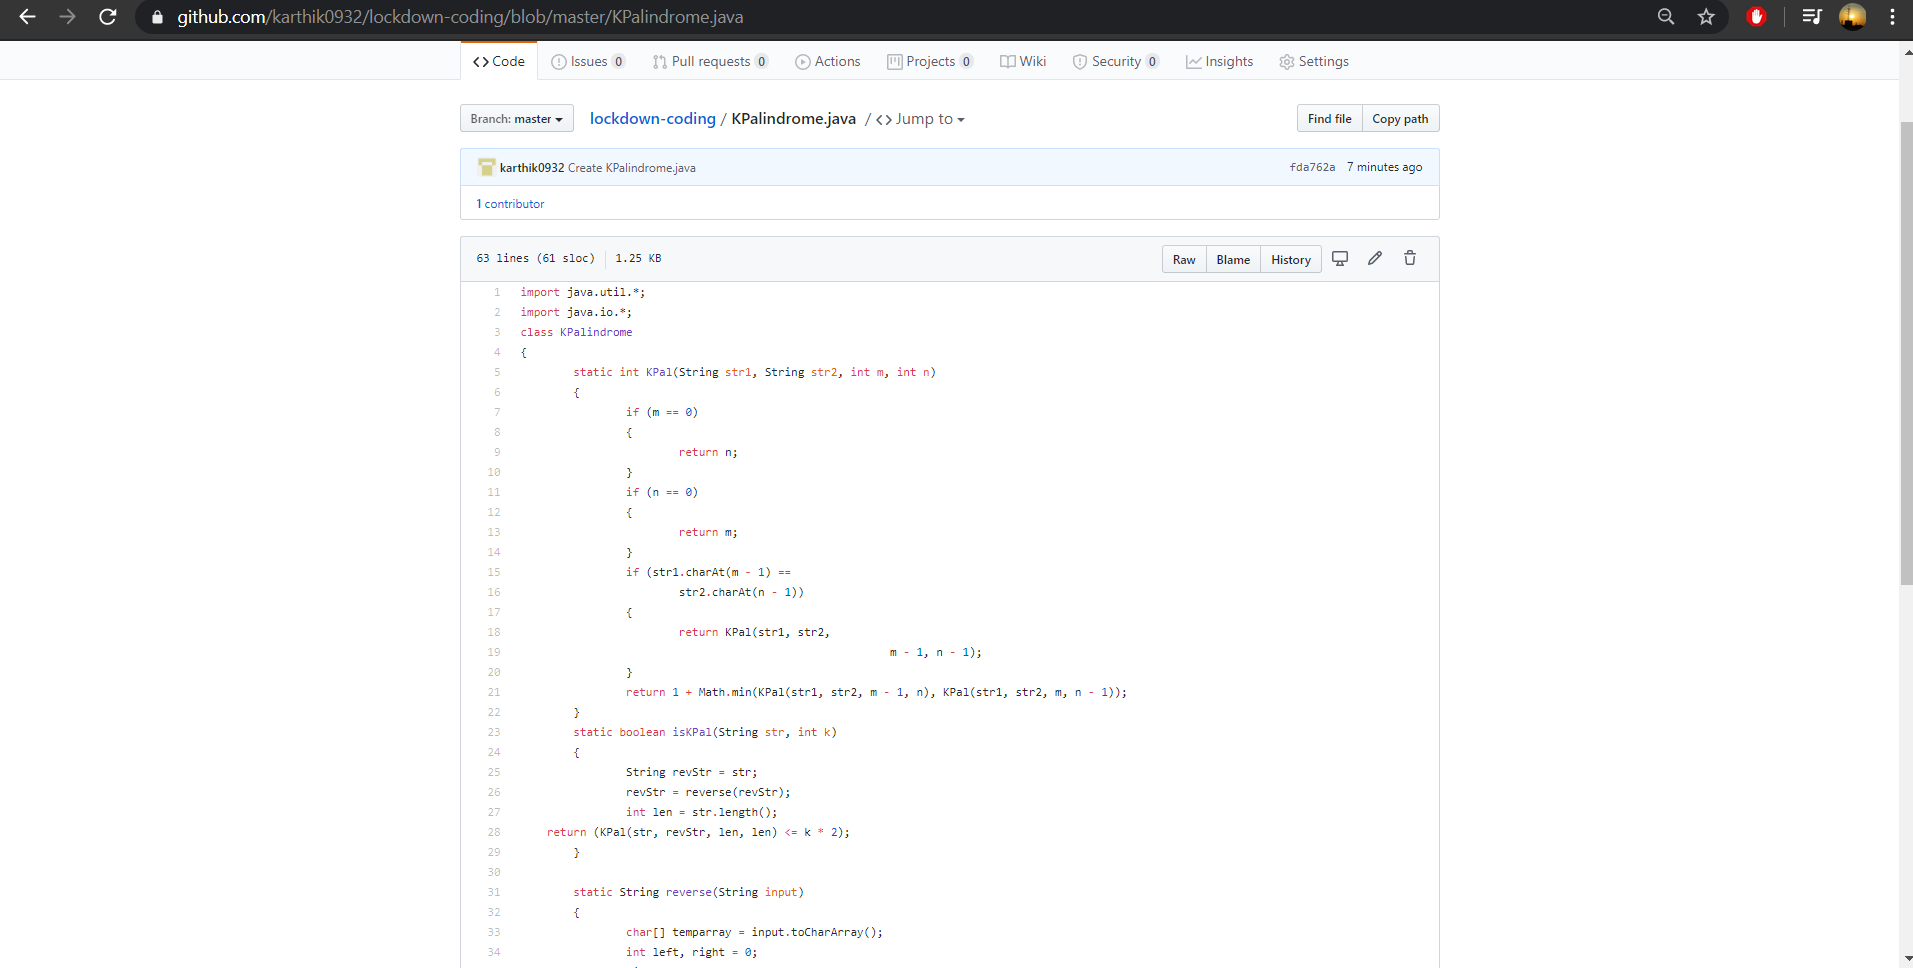 github.com/karthik0932/lockdown-coding/blob/master/KPalindrome.java
Code Issues 0 Pull requests 0 Actions Projects 0 Wiki Security 0 Insights Settings
Branch: master lockdown-coding / KPalindrome.java / <> Jump to Find file Copy path
karthik0932 Create KPalindrome.java fda762a 7 minutes ago
1 contributor
63 lines (61 sloc) 1.25 KB Raw Blame History
1 import java.util.*;
2 import java.io.*;
3 class KPalindrome
4 {
5 static int KPal(String str1, String str2, int m, int n)
6 {
7 if (m == 0)
8 {
9 return n;
10 }
11 if (n == 0)
12 {
13 return m;
14 }
15 if (str1.charAt(m - 1) ==
16 str2.charAt(n - 1))
17 {
18 return KPal(str1, str2,
19 m - 1, n - 1);
20 }
21 return 1 + Math.min(KPal(str1, str2, m - 1, n), KPal(str1, str2, m, n - 1));
22 }
23 static boolean isKPal(String str, int k)
24 {
25 String revStr = str;
26 revStr = reverse(revStr);
27 int len = str.length();
28 return (KPal(str, revStr, len, len) <= k * 2);
29 }
30
31 static String reverse(String input)
32 {
33 char[] temparray = input.toCharArray();
34 int left, right = 0;